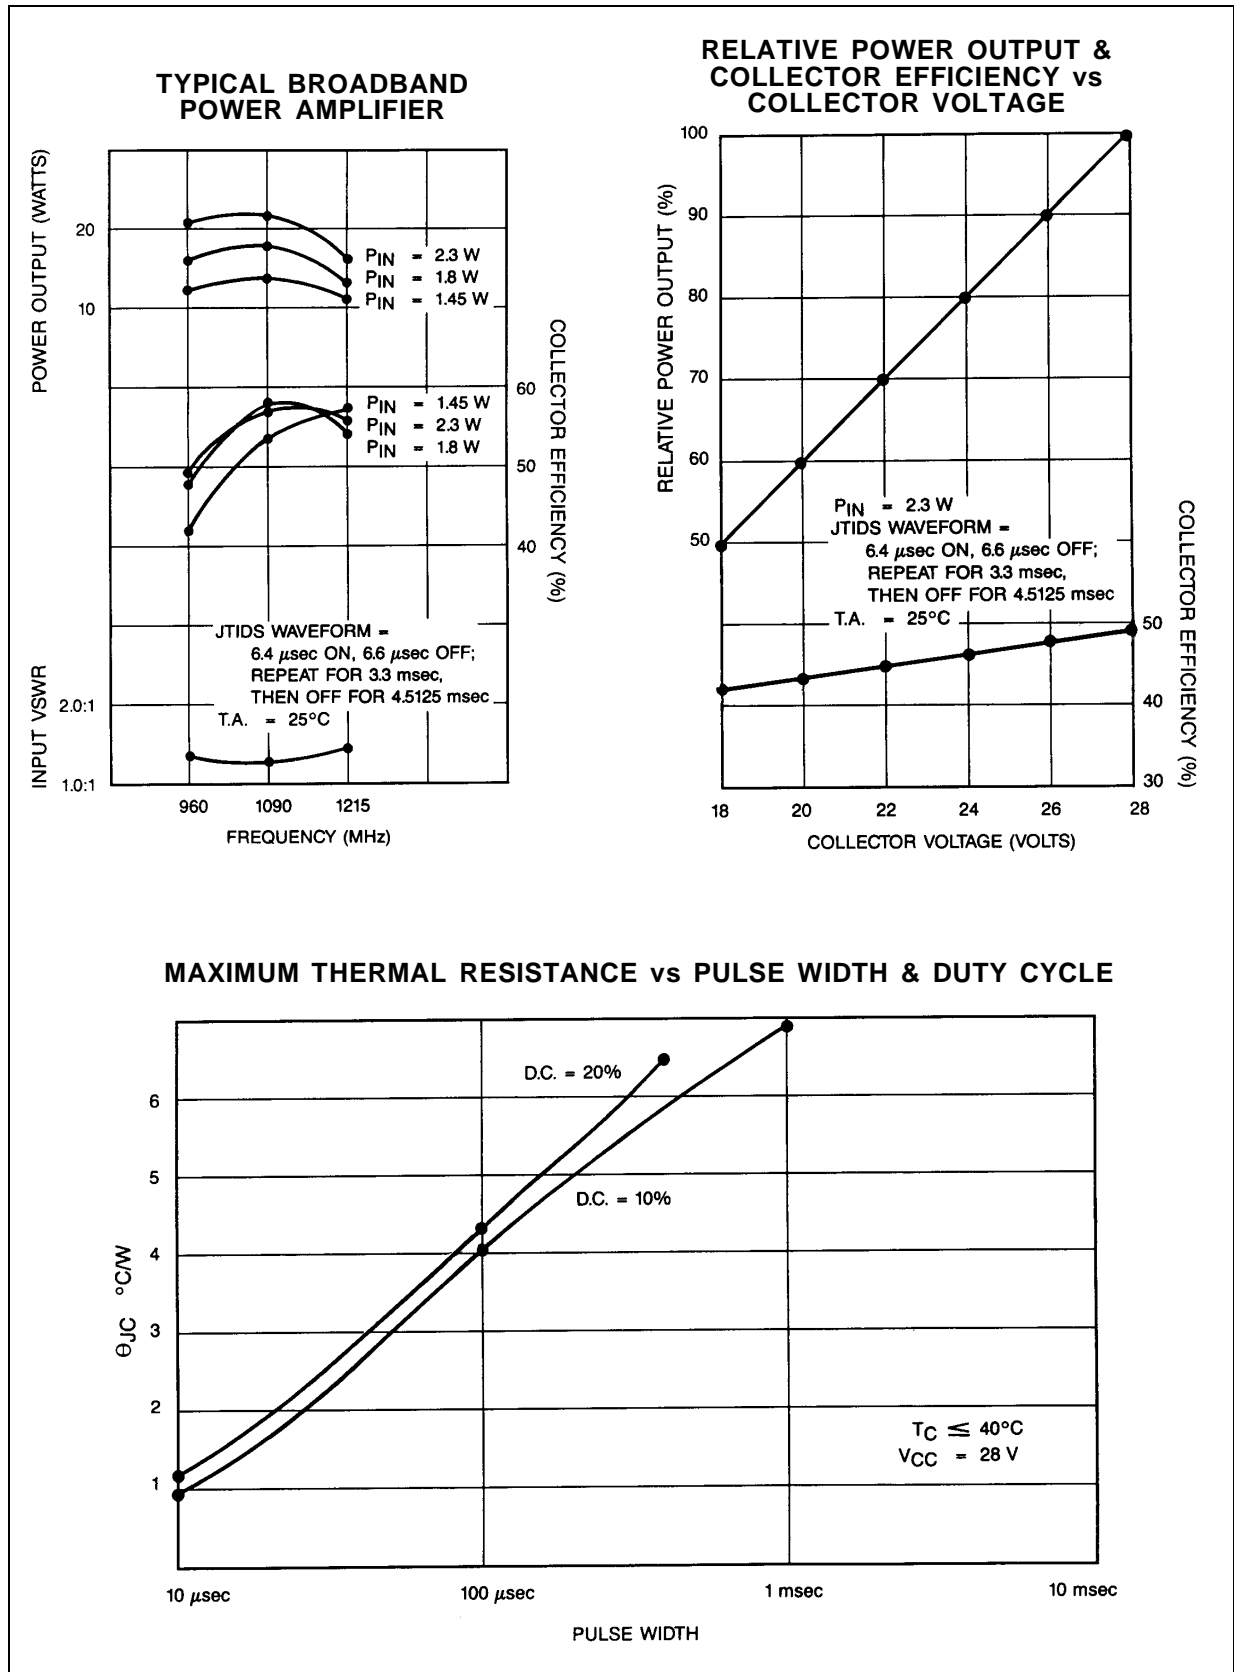 TYPICAL BROADBAND
POWER AMPLIFIER
POWER OUTPUT (WATTS)
20
10
PIN = 2.3 W
PIN = 1.8 W
PIN = 1.45 W
COLLECTOR EFFICIENCY (%)
60
50
40
PIN = 1.45 W
PIN = 2.3 W
PIN = 1.8 W
JTIDS WAVEFORM =
6.4 μsec ON, 6.6 μsec OFF;
REPEAT FOR 3.3 msec,
THEN OFF FOR 4.5125 msec
T.A. = 25°C
INPUT VSWR
2.0:1
1.0:1
960 1090 1215
FREQUENCY (MHz)
RELATIVE POWER OUTPUT &
COLLECTOR EFFICIENCY vs
COLLECTOR VOLTAGE
RELATIVE POWER OUTPUT (%)
100
90
80
70
60
50
PIN = 2.3 W
JTIDS WAVEFORM =
6.4 μsec ON, 6.6 μsec OFF;
REPEAT FOR 3.3 msec,
THEN OFF FOR 4.5125 msec
T.A. = 25°C
COLLECTOR EFFICIENCY (%)
50
40
30
18 20 22 24 26 28
COLLECTOR VOLTAGE (VOLTS)
MAXIMUM THERMAL RESISTANCE vs PULSE WIDTH & DUTY CYCLE
θJC °C/W
6
5
4
3
2
1
D.C. = 20%
D.C. = 10%
TC ≤ 40°C
VCC = 28 V
10 μsec 100 μsec 1 msec 10 msec
PULSE WIDTH